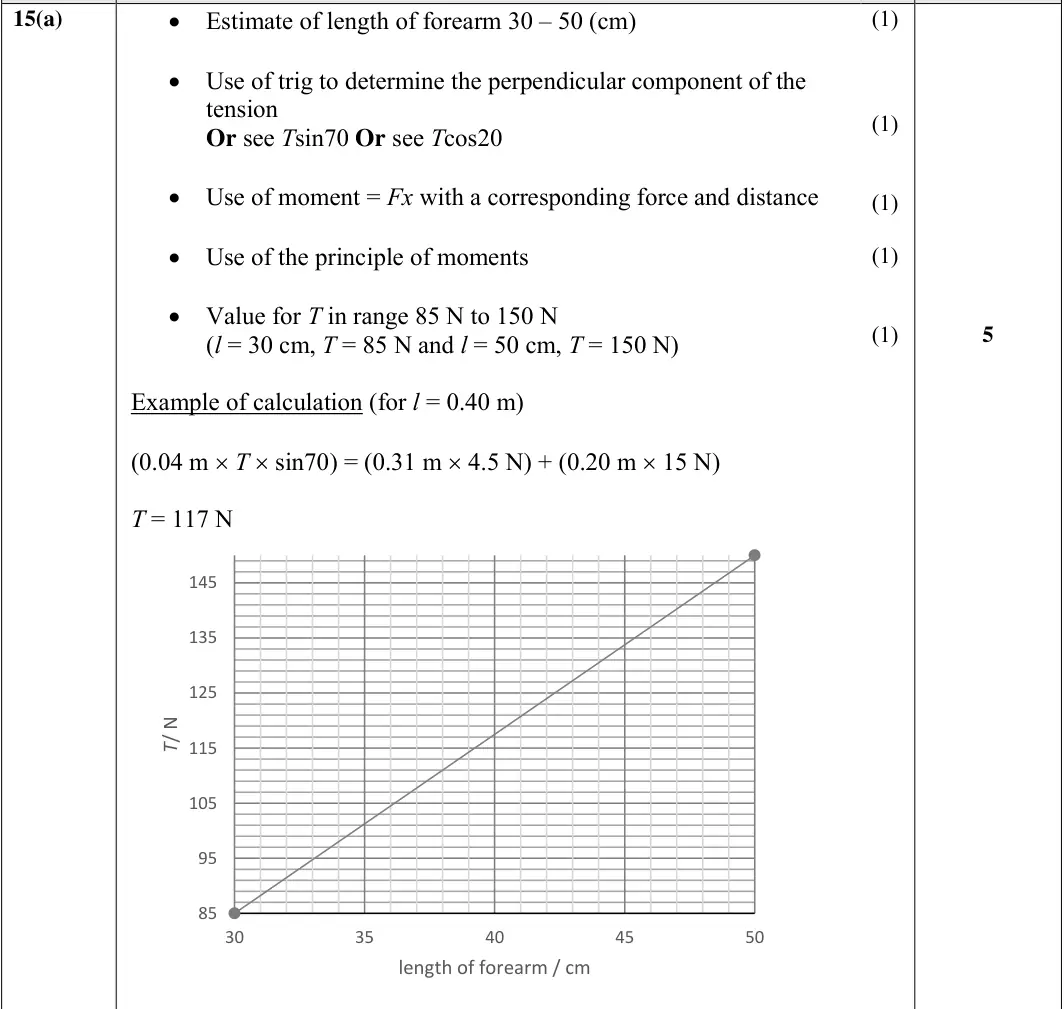 15(a)
• Estimate of length of forearm 30 – 50 (cm) (1)
• Use of trig to determine the perpendicular component of the
tension
Or see Tsin70 Or see Tcos20 (1)
• Use of moment = Fx with a corresponding force and distance (1)
• Use of the principle of moments (1)
• Value for T in range 85 N to 150 N
(l = 30 cm, T = 85 N and l = 50 cm, T = 150 N) (1) 5
Example of calculation (for l = 0.40 m)
(0.04 m × T × sin70) = (0.31 m × 4.5 N) + (0.20 m × 15 N)
T = 117 N
145
135
125
T/ N
115
105
95
85
30 35 40 45 50
length of forearm / cm